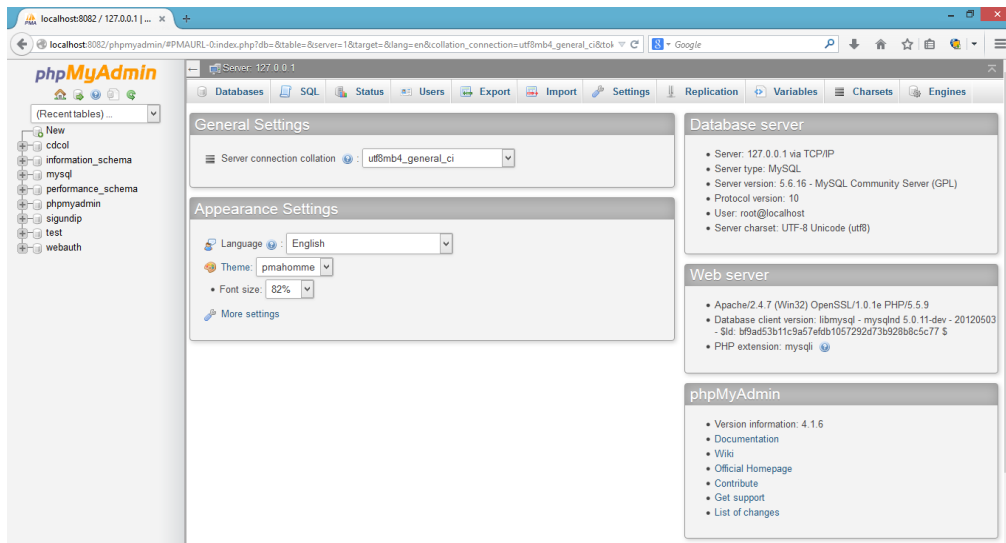 localhost:8082 / 127.0.0.1 | ...
localhost:8082/phpmyadmin/#PMAURL-0:index.php?db=&table=&server=1&target=&lang=en&collation_connection=utf8mb4_general_ci&tok
Google
phpMyAdmin
(Recent tables) ...
New
cdcol
information_schema
mysql
performance_schema
phpmyadmin
sigundip
test
webauth
Server: 127.0.0.1
Databases
SQL
Status
Users
Export
Import
Settings
Replication
Variables
Charsets
Engines
General Settings
Server connection collation : utf8mb4_general_ci
Appearance Settings
Language : English
Theme: pmahomme
Font size: 82%
More settings
Database server
Server: 127.0.0.1 via TCP/IP
Server type: MySQL
Server version: 5.6.16 - MySQL Community Server (GPL)
Protocol version: 10
User: root@localhost
Server charset: UTF-8 Unicode (utf8)
Web server
Apache/2.4.7 (Win32) OpenSSL/1.0.1e PHP/5.5.9
Database client version: libmysql - mysqlnd 5.0.11-dev - 20120503
- $Id: bf9ad53b11c9a57efdb1057292d73b928b8c5c77 $
PHP extension: mysqli
phpMyAdmin
Version information: 4.1.6
Documentation
Wiki
Official Homepage
Contribute
Get support
List of changes